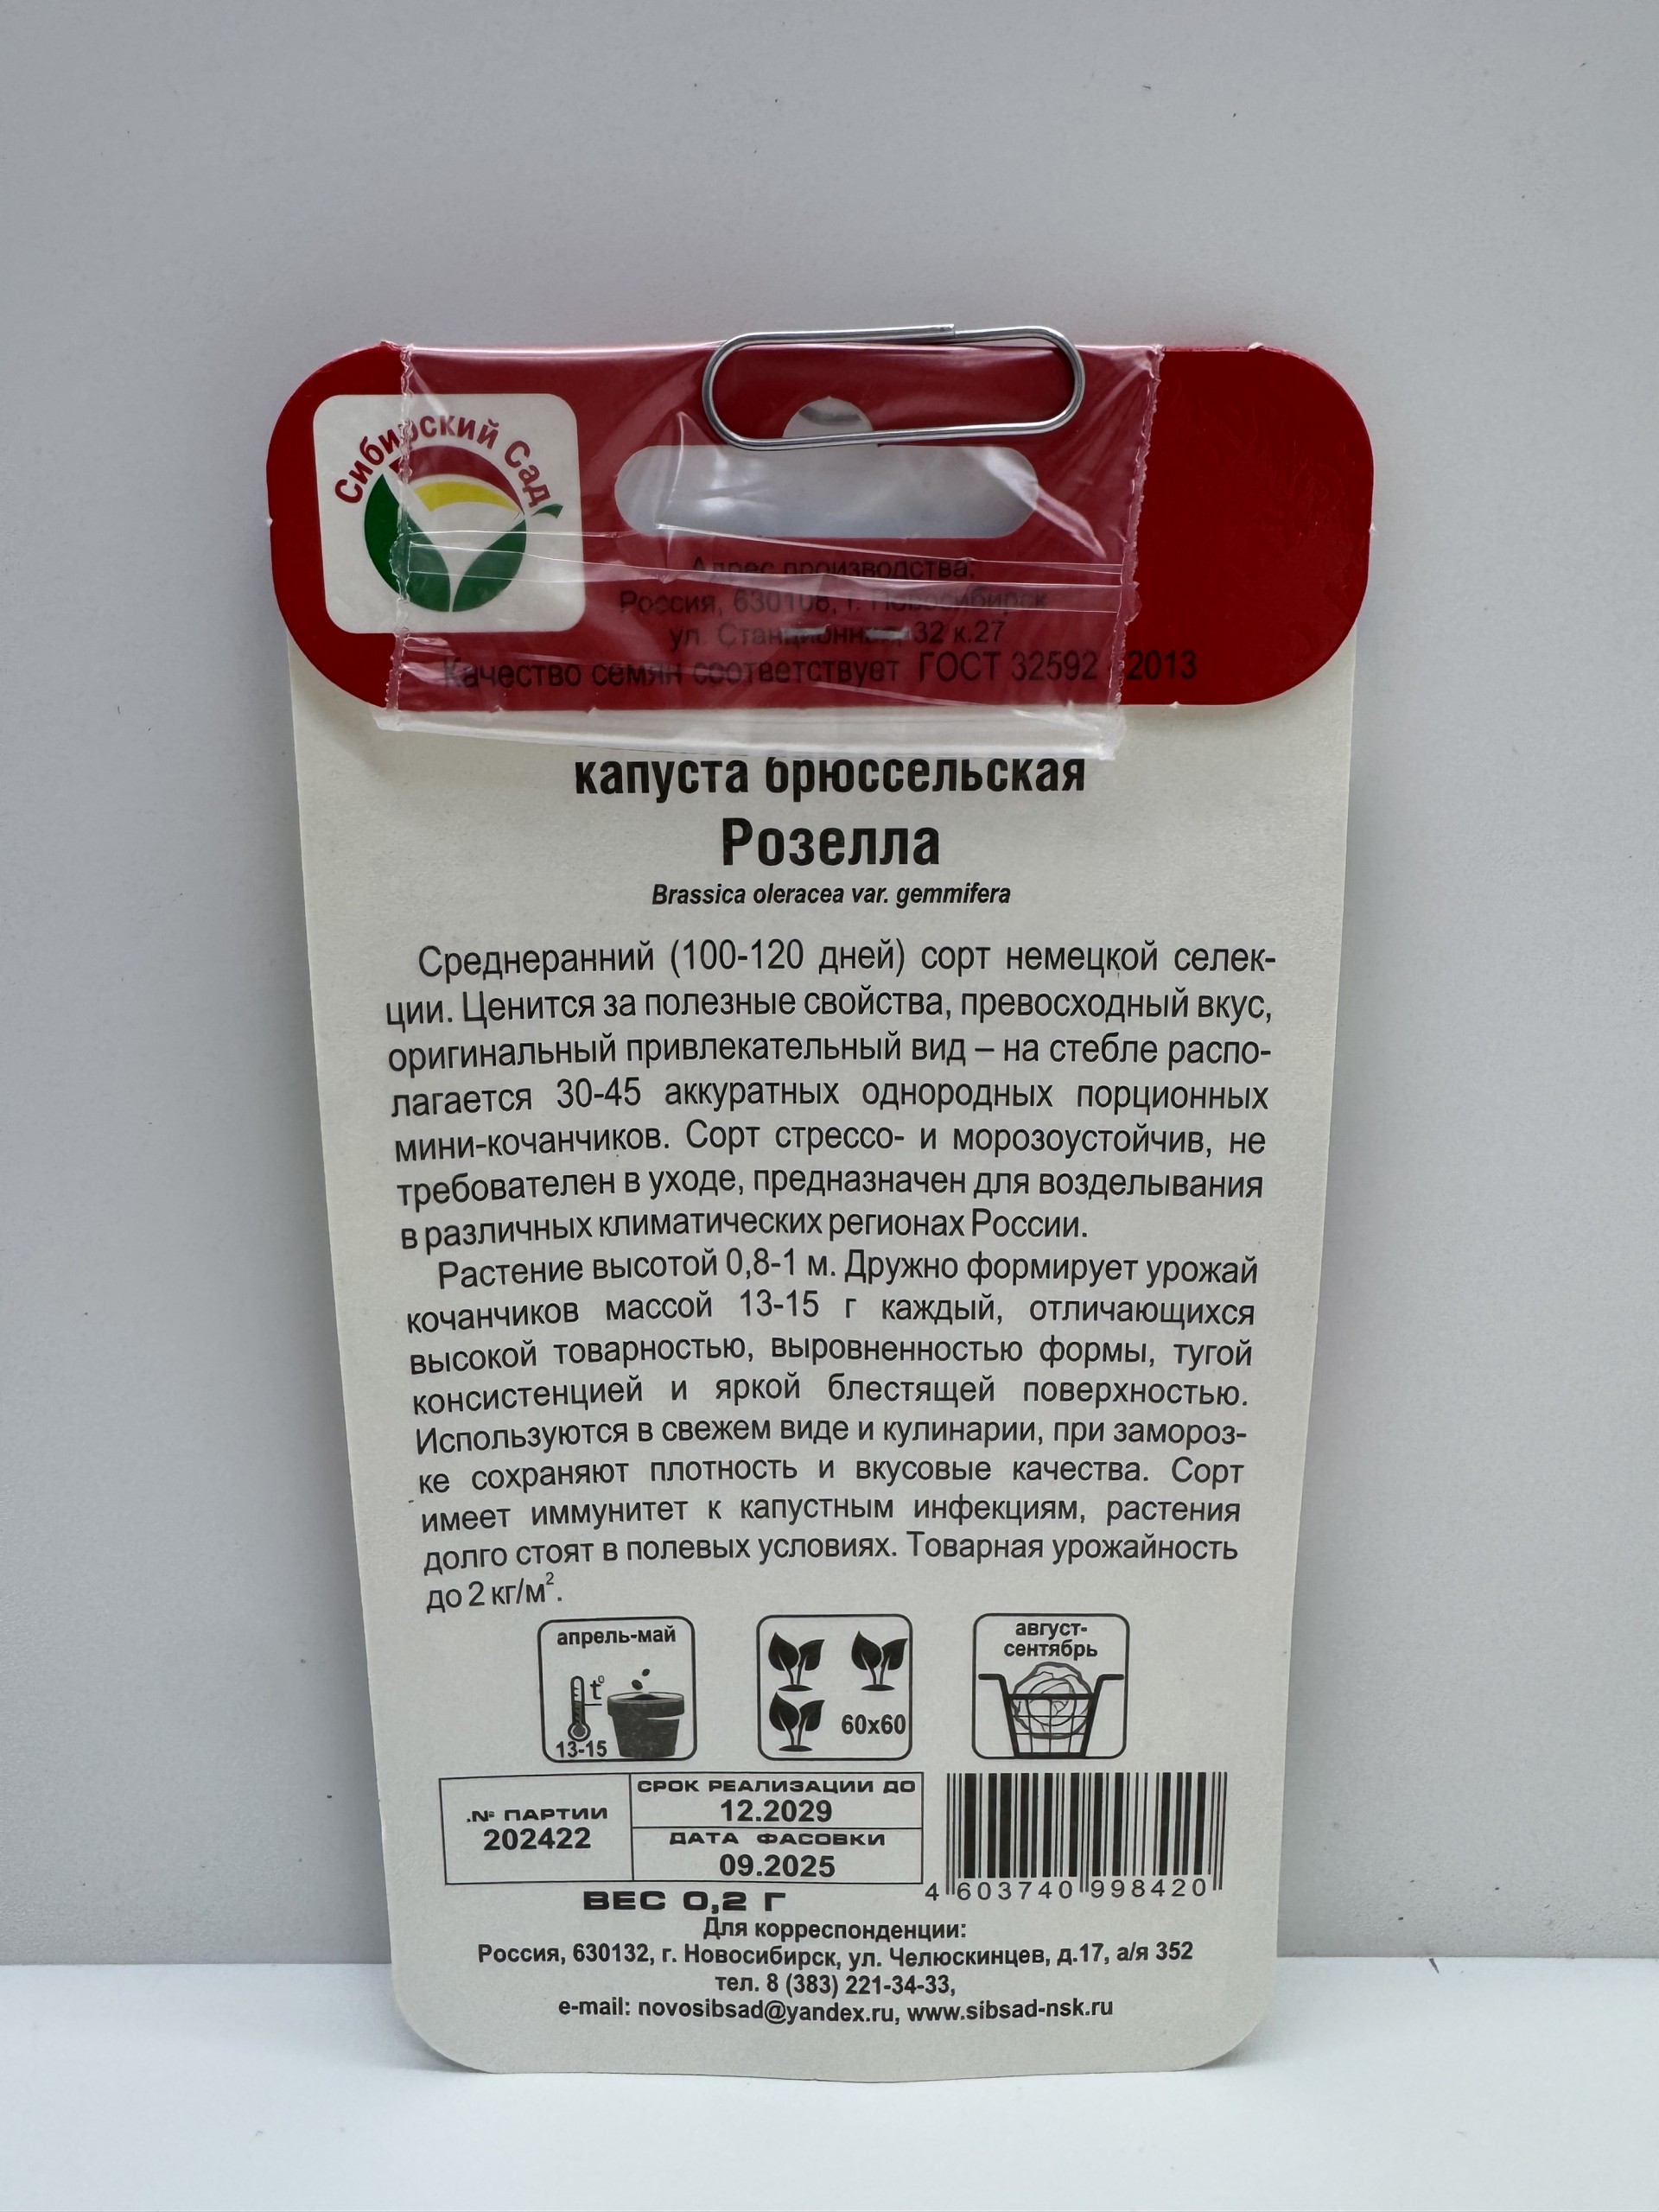 Сибирский Сад
Адрес производства:
Россия, 630108, г. Новосибирск
ул. Станционная, 32 к.27
Качество семян соответствует ГОСТ 32592 - 2013
капуста брюссельская
Розелла
Brassica oleracea var. gemmifera
Среднеранний (100-120 дней) сорт немецкой селек-
ции. Ценится за полезные свойства, превосходный вкус,
оригинальный привлекательный вид – на стебле распо-
лагается 30-45 аккуратных однородных порционных
мини-кочанчиков. Сорт стрессо- и морозоустойчив, не
требователен в уходе, предназначен для возделывания
в различных климатических регионах России.
Растение высотой 0,8-1 м. Дружно формирует урожай
кочанчиков массой 13-15 г каждый, отличающихся
высокой товарностью, выровненностью формы, тугой
консистенцией и яркой блестящей поверхностью.
Используются в свежем виде и кулинарии, при замороз-
ке сохраняют плотность и вкусовые качества. Сорт
имеет иммунитет к капустным инфекциям, растения
долго стоят в полевых условиях. Товарная урожайность
до 2 кг/м².
апрель-май
t°
13-15
60х60
август-
сентябрь
№ ПАРТИИ
202422
СРОК РЕАЛИЗАЦИИ ДО
12.2029
ДАТА ФАСОВКИ
09.2025
4 603740 998420
ВЕС 0,2 Г
Для корреспонденции:
Россия, 630132, г. Новосибирск, ул. Челюскинцев, д.17, а/я 352
тел. 8 (383) 221-34-33,
e-mail: novosibsad@yandex.ru, www.sibsad-nsk.ru